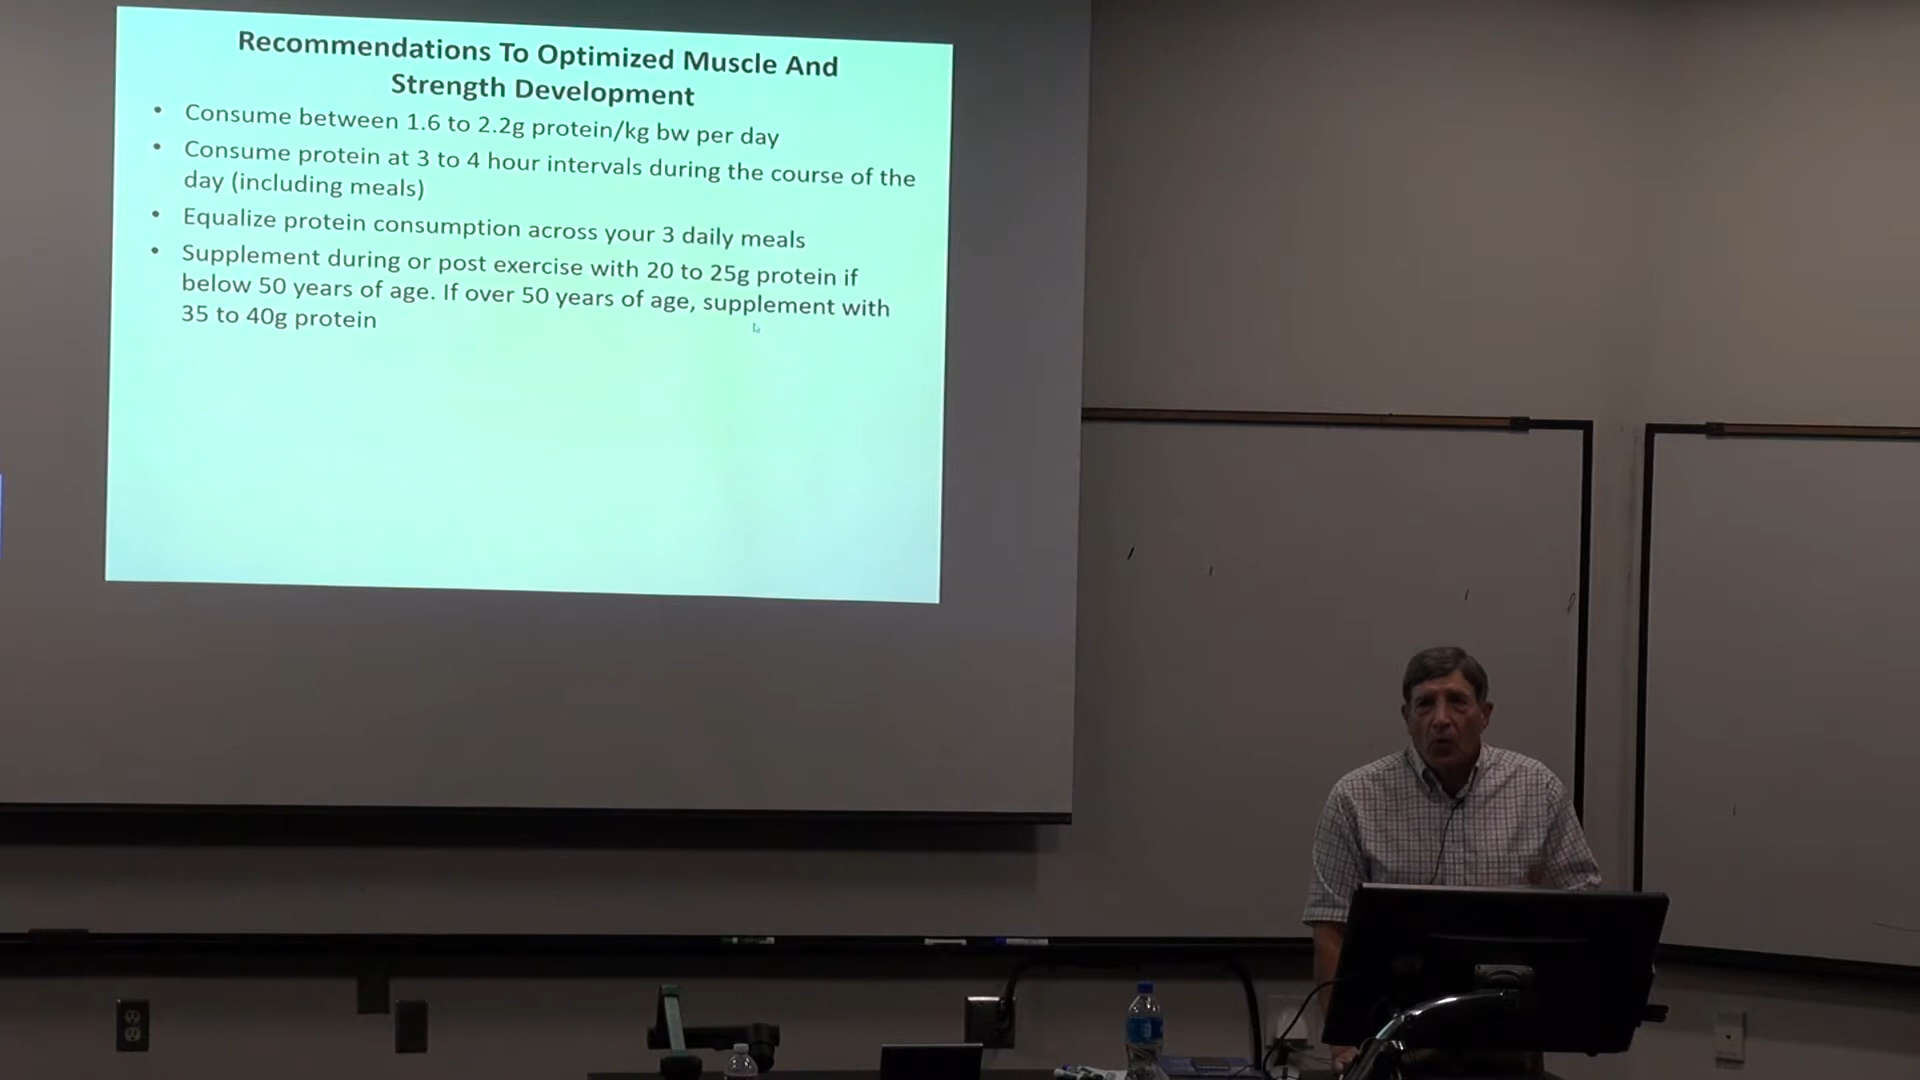 Recommendations To Optimized Muscle And
Strength Development
• Consume between 1.6 to 2.2g protein/kg bw per day
• Consume protein at 3 to 4 hour intervals during the course of the
day (including meals)
• Equalize protein consumption across your 3 daily meals
• Supplement during or post exercise with 20 to 25g protein if
below 50 years of age. If over 50 years of age, supplement with
35 to 40g protein